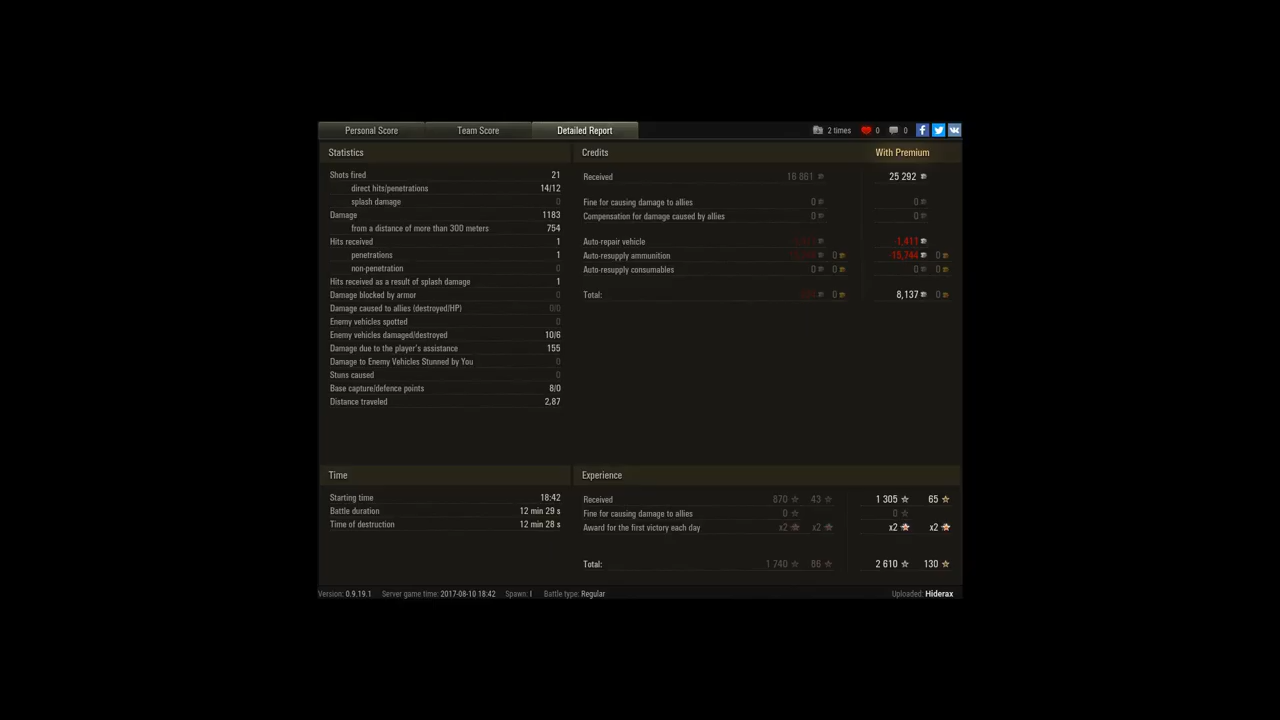 Personal Score Team Score Detailed Report 2 times 0 0
Statistics
Shots fired 21
direct hits/penetrations 14/12
splash damage 0
Damage 1183
from a distance of more than 300 meters 754
Hits received 1
penetrations 1
non-penetration 0
Hits received as a result of splash damage 1
Damage blocked by armor 0
Damage caused to allies (destroyed/HP) 0/0
Enemy vehicles spotted 0
Enemy vehicles damaged/destroyed 10/6
Damage due to the player's assistance 155
Damage to Enemy Vehicles Stunned by You 0
Stuns caused 0
Base capture/defence points 8/0
Distance traveled 2,87
Credits With Premium
Received 16 861 25 292
Fine for causing damage to allies 0 0
Compensation for damage caused by allies 0 0
Auto-repair vehicle -1,411
Auto-resupply ammunition 0 -15,744 0
Auto-resupply consumables 0 0 0 0
Total: 0 8,137 0
Time
Starting time 18:42
Battle duration 12 min 29 s
Time of destruction 12 min 28 s
Experience
Received 870 43 1 305 65
Fine for causing damage to allies 0 0
Award for the first victory each day x2 x2 x2 x2
Total: 1 740 86 2 610 130
Version: 0.9.19.1 Server game time: 2017-08-10 18:42 Spawn: I Battle type: Regular Uploaded: Hiderax